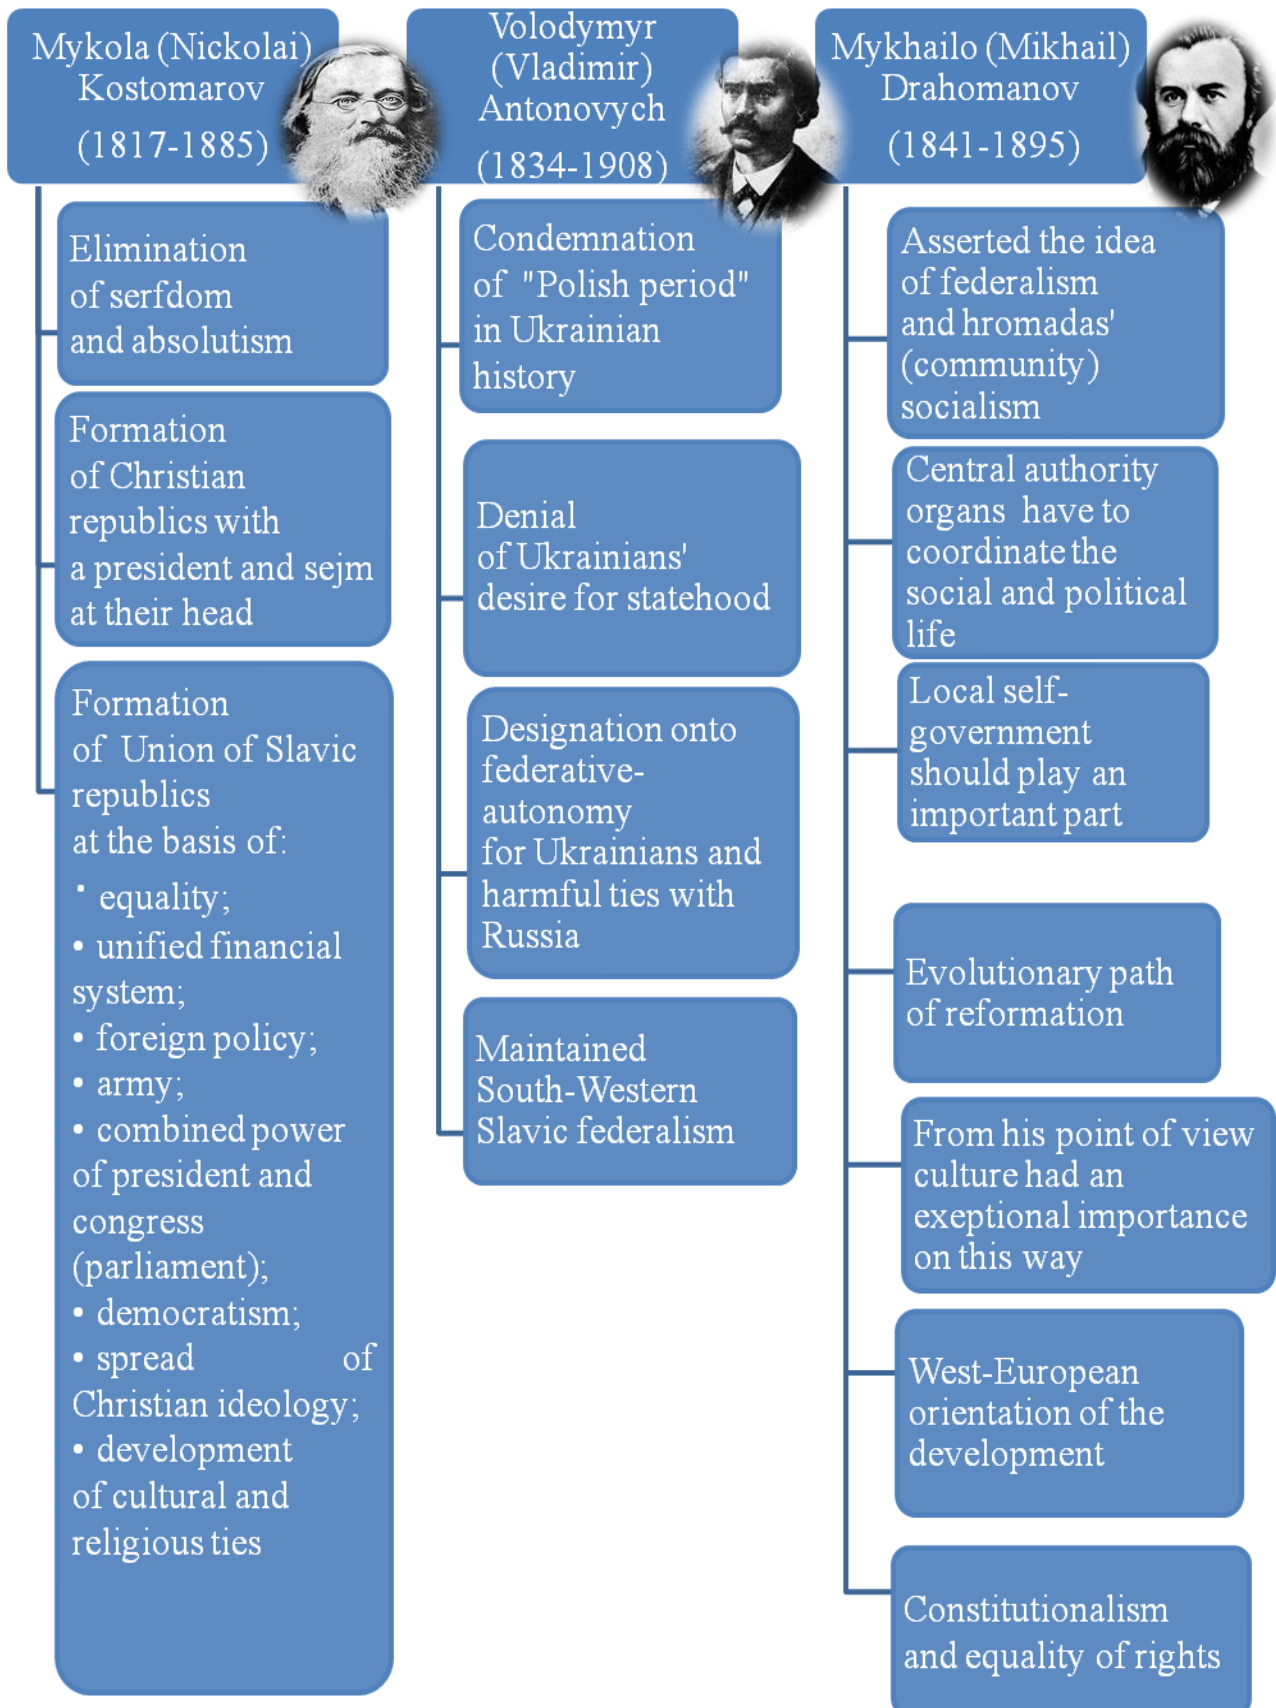 Mykola (Nickolai)
Kostomarov
(1817-1885)
Elimination
of serfdom
and absolutism
Formation
of Christian
republics with
a president and sejm
at their head
Formation
of Union of Slavic
republics
at the basis of:
• equality;
• unified financial
system;
• foreign policy;
• army;
• combined power
of president and
congress
(parliament);
• democratism;
• spread of
Christian ideology;
• development
of cultural and
religious ties
Volodymyr
(Vladimir)
Antonovych
(1834-1908)
Condemnation
of "Polish period"
in Ukrainian
history
Denial
of Ukrainians'
desire for statehood
Designation onto
federative-
autonomy
for Ukrainians and
harmful ties with
Russia
Maintained
South-Western
Slavic federalism
Mykhailo (Mikhail)
Drahomanov
(1841-1895)
Asserted the idea
of federalism
and hromadas'
(community)
socialism
Central authority
organs have to
coordinate the
social and political
life
Local self-
government
should play an
important part
Evolutionary path
of reformation
From his point of view
culture had an
exeptional importance
on this way
West-European
orientation of the
development
Constitutionalism
and equality of rights